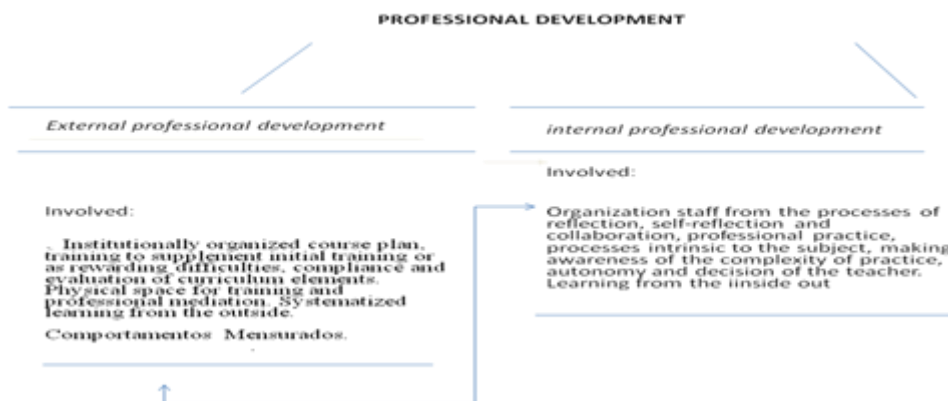 PROFESSIONAL DEVELOPMENT
External professional development
Involved:
. Institutionally organized course plan,
training to supplement initial training or
as rewarding difficulties, compliance and
evaluation of curriculum elements.
Physical space for training and
professional mediation. Systematized
learning from the outside.
Comportamentos Mensurados.
internal professional development
Involved:
Organization staff from the processes of
reflection, self-reflection and
collaboration, professional practice,
processes intrinsic to the subject, making
awareness of the complexity of practice,
autonomy and decision of the teacher.
Learning from the iinside out